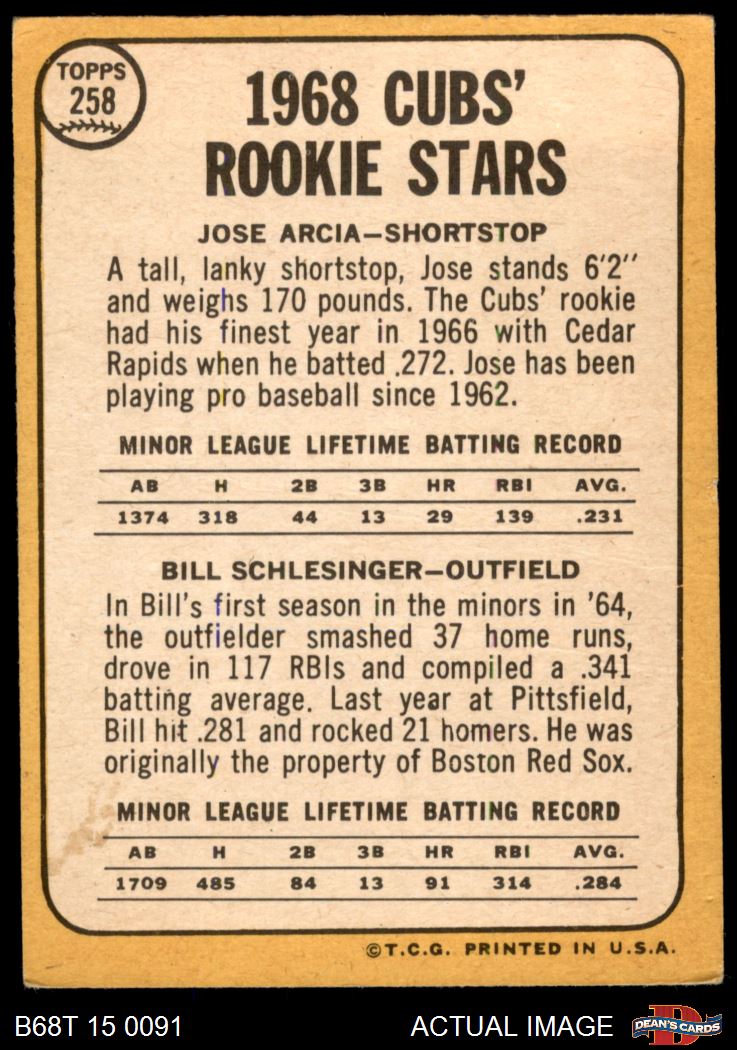 TOPPS
258
1968 CUBS'
ROOKIE STARS
JOSE ARCIA—SHORTSTOP
A tall, lanky shortstop, Jose stands 6'2''
and weighs 170 pounds. The Cubs' rookie
had his finest year in 1966 with Cedar
Rapids when he batted .272. Jose has been
playing pro baseball since 1962.
MINOR LEAGUE LIFETIME BATTING RECORD
AB H 2B 3B HR RBI AVG.
1374 318 44 13 29 139 .231
BILL SCHLESINGER—OUTFIELD
In Bill's first season in the minors in '64,
the outfielder smashed 37 home runs,
drove in 117 RBIs and compiled a .341
batting average. Last year at Pittsfield,
Bill hit .281 and rocked 21 homers. He was
originally the property of Boston Red Sox.
MINOR LEAGUE LIFETIME BATTING RECORD
AB H 2B 3B HR RBI AVG.
1709 485 84 13 91 314 .284
©T.C.G. PRINTED IN U.S.A.
B68T 15 0091 ACTUAL IMAGE DEAN'S CARDS